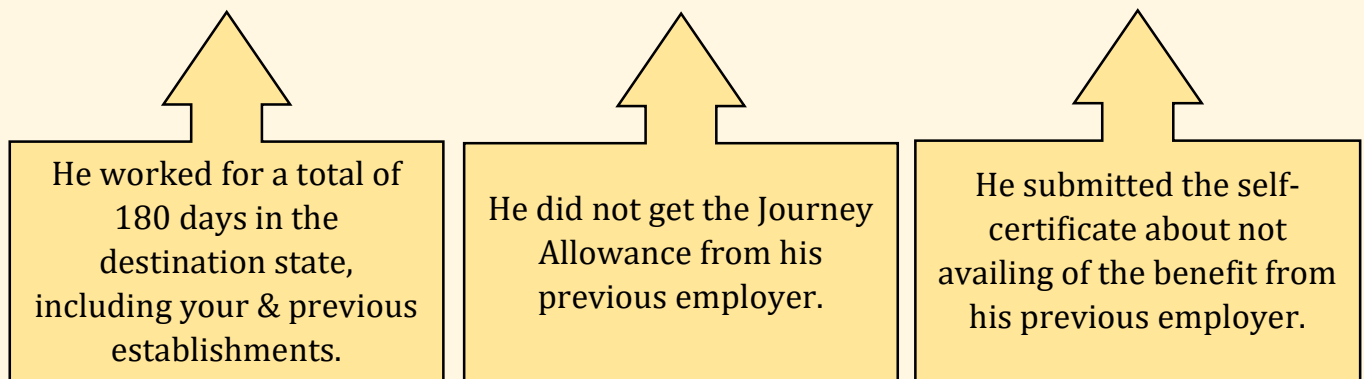 He worked for a total of
180 days in the
destination state,
including your & previous
establishments.
He did not get the Journey
Allowance from his
previous employer.
He submitted the self-
certificate about not
availing of the benefit from
his previous employer.